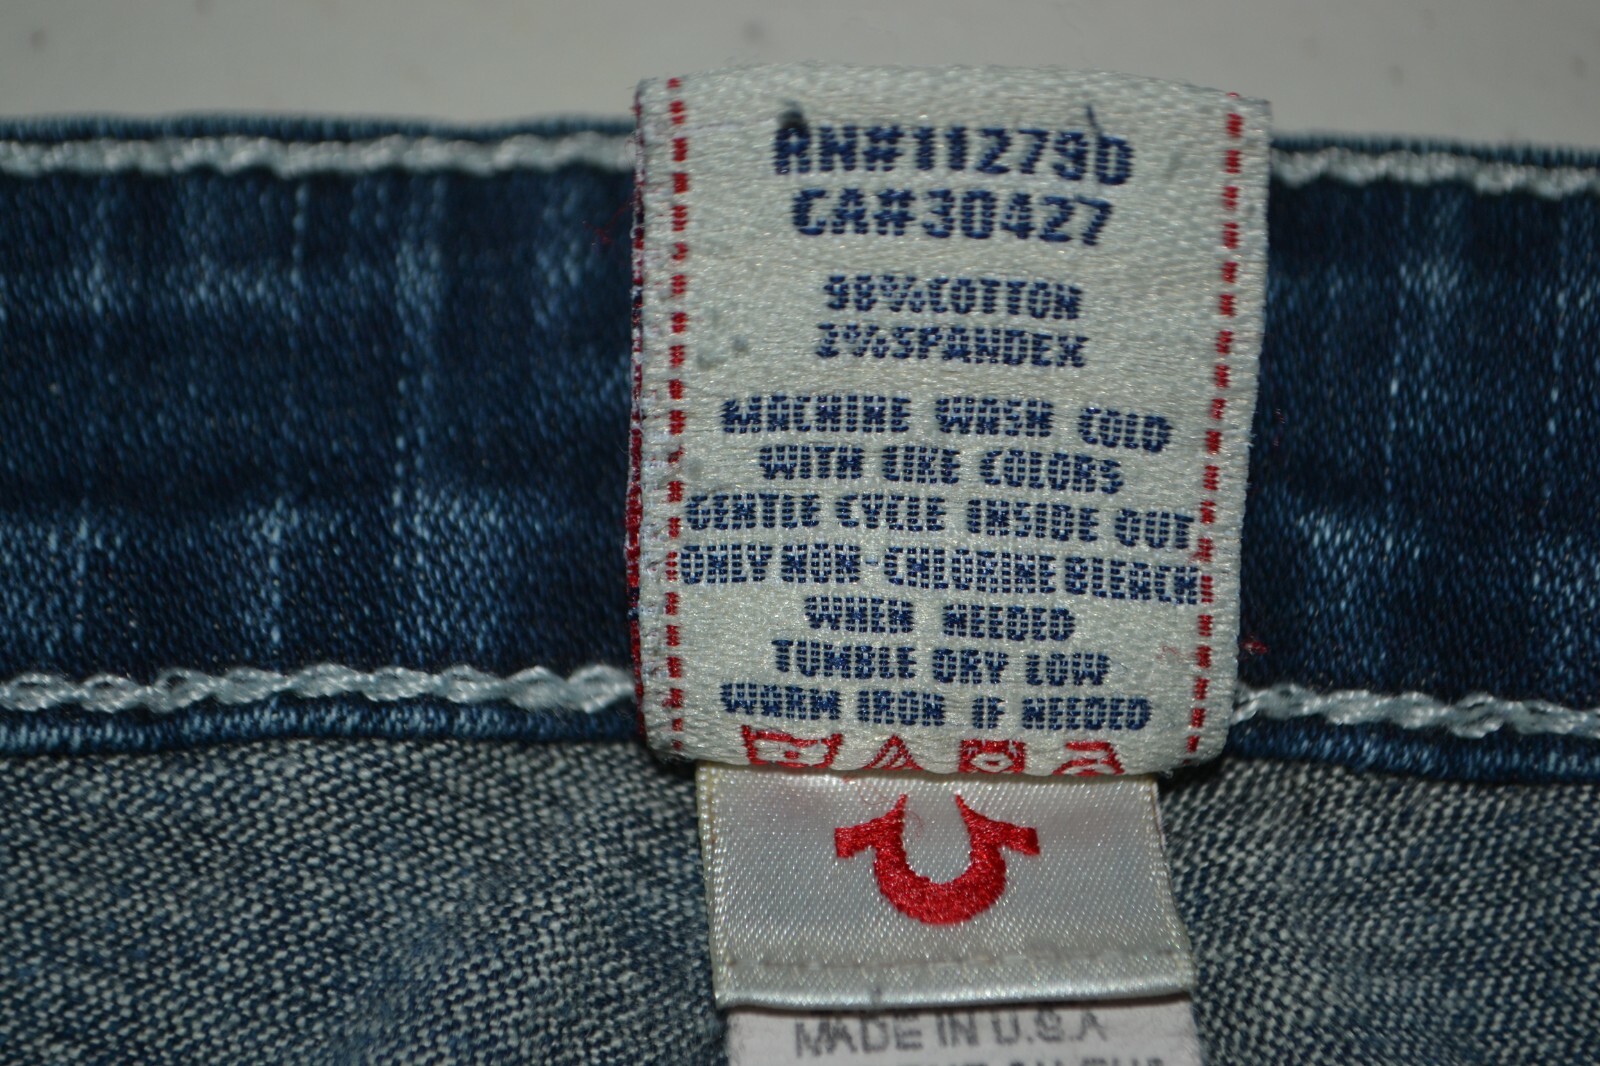 RN#112790
CA#30427
98%COTTON
2%SPANDEX
MACHINE WASH COLD
WITH LIKE COLORS
GENTLE CYCLE INSIDE OUT
ONLY NON-CHLORINE BLEACH
WHEN NEEDED
TUMBLE DRY LOW
WARM IRON IF NEEDED
MADE IN U.S.A